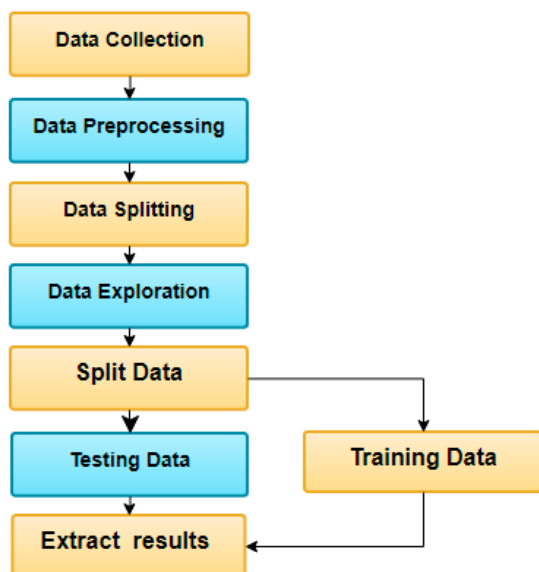 Data Collection
Data Preprocessing
Data Splitting
Data Exploration
Split Data
Testing Data
Training Data
Extract results